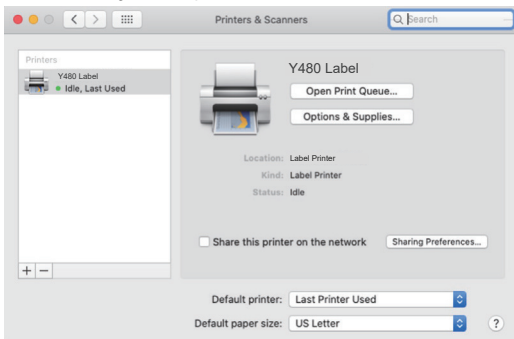 Printers & Scanners
Search
Printers
Y480 Label
Idle, Last Used
Y480 Label
Open Print Queue...
Options & Supplies...
Location: Label Printer
Kind: Label Printer
Status: Idle
Share this printer on the network
Sharing Preferences...
+ −
Default printer: Last Printer Used
Default paper size: US Letter
?